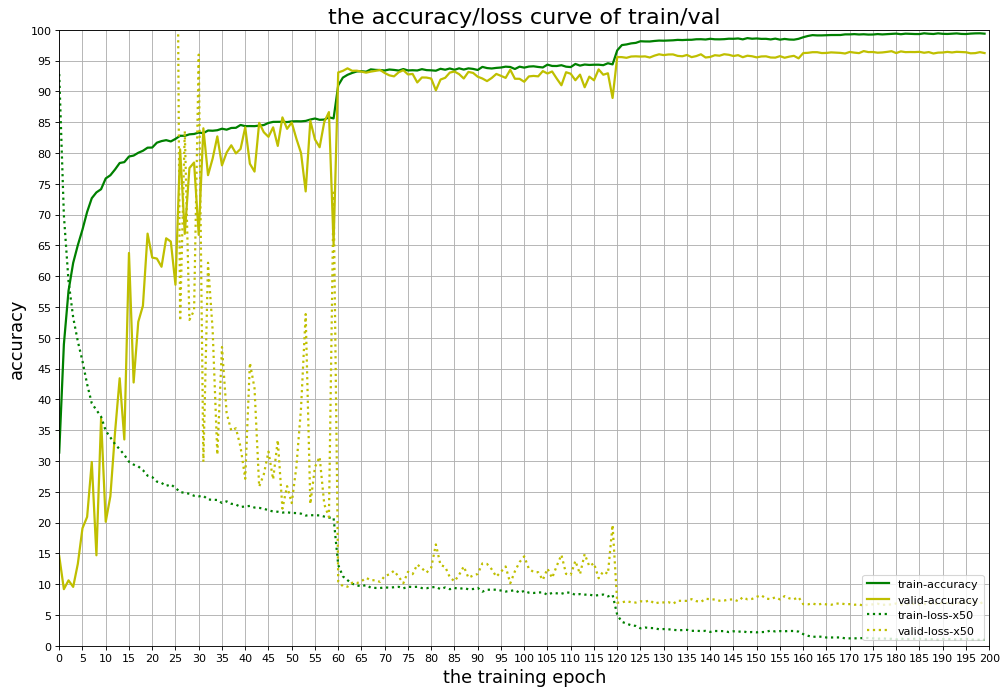 the accuracy/loss curve of train/val
100
95
90
85
80
75
70
65
60
55
50
45
40
35
30
25
20
15
10
5
0
accuracy
train-accuracy
valid-accuracy
train-loss-x50
valid-loss-x50
0 5 10 15 20 25 30 35 40 45 50 55 60 65 70 75 80 85 90 95 100 105 110 115 120 125 130 135 140 145 150 155 160 165 170 175 180 185 190 195 200
the training epoch